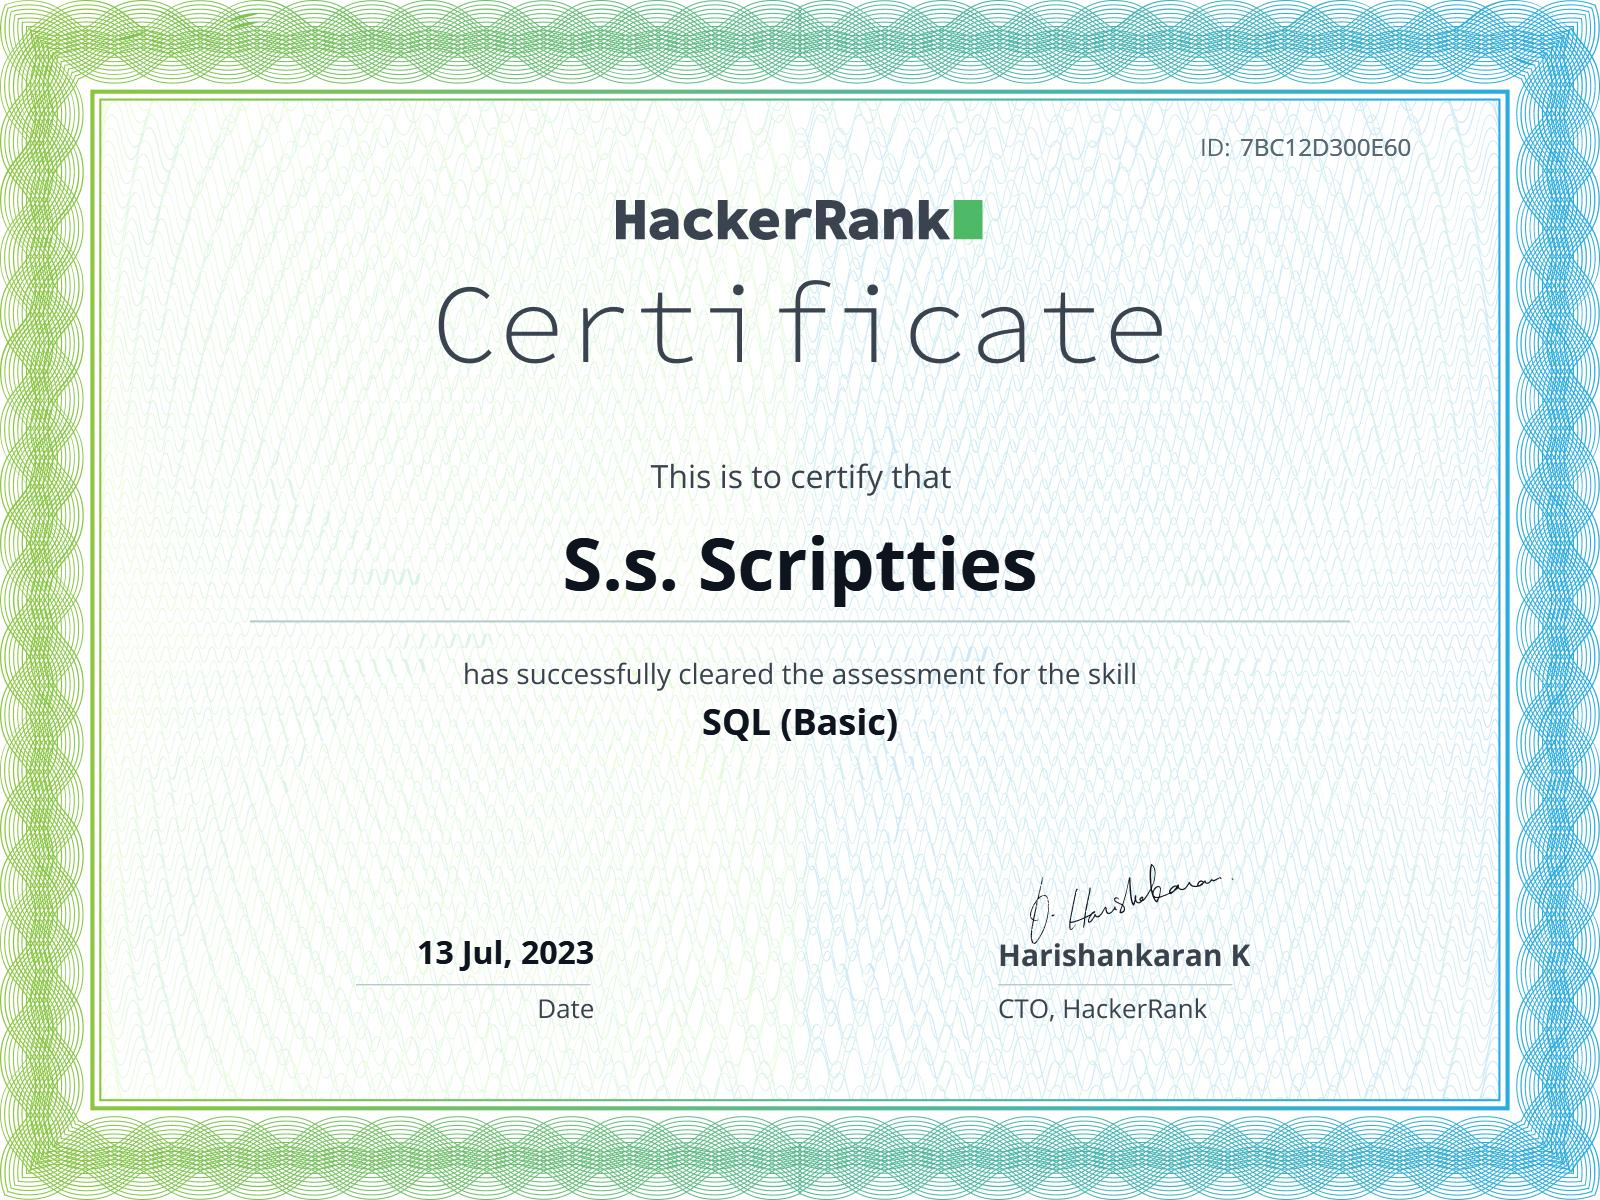 ID: 7BC12D300E60
HackerRank
Certificate
This is to certify that
S.s. Scriptties
has successfully cleared the assessment for the skill
SQL (Basic)
13 Jul, 2023
Date
Harishankaran K
CTO, HackerRank